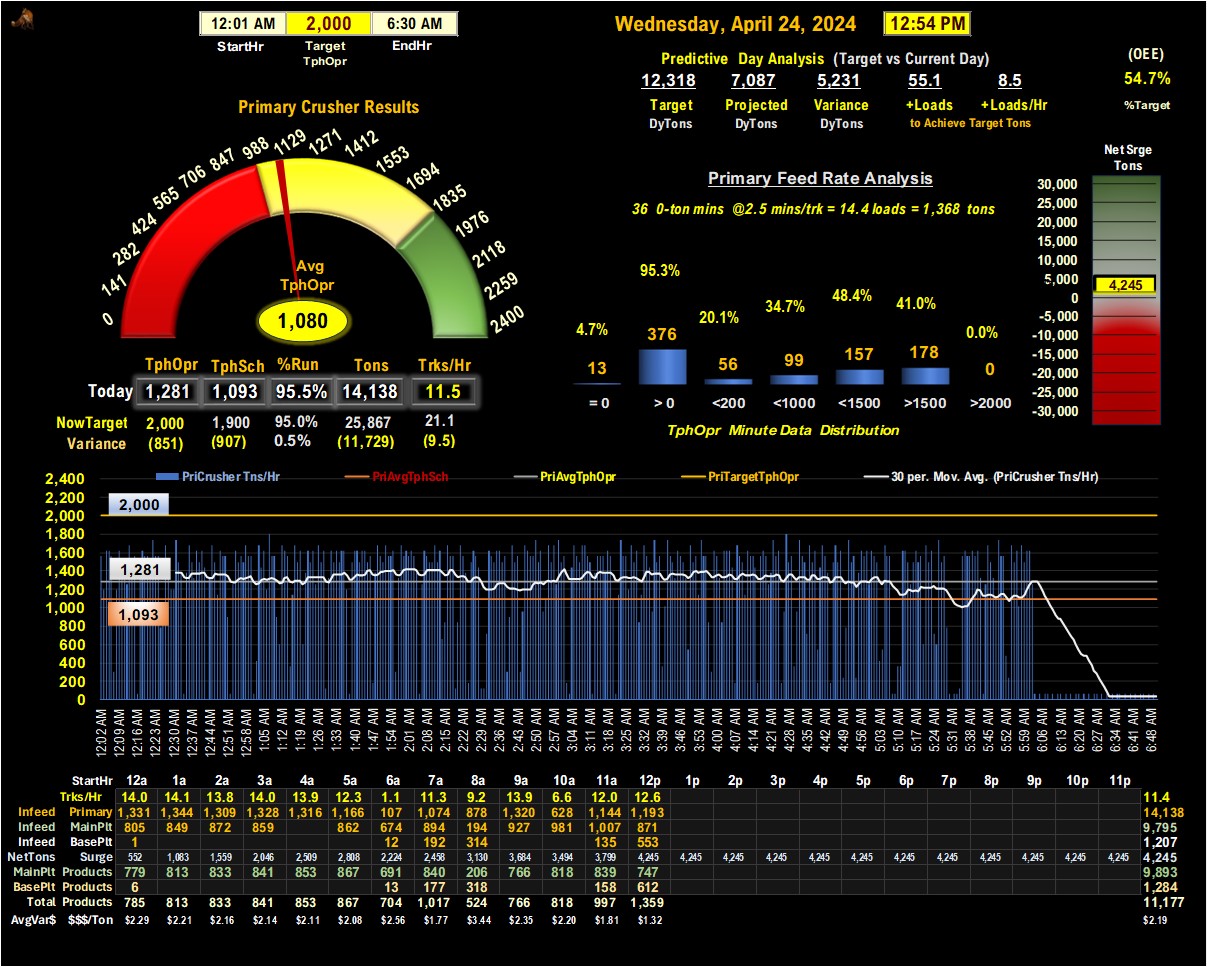 12:01 AM 2,000 6:30 AM
StartHr Target TphOpr EndHr
Wednesday, April 24, 2024 12:54 PM
Predictive Day Analysis (Target vs Current Day)
12,318 7,087 5,231 55.1 8.5
Target Projected Variance +Loads +Loads/Hr
DyTons DyTons DyTons to Achieve Target Tons
(OEE)
54.7%
%Target
Primary Crusher Results
0 141 282 424 565 706 847 988 1129 1271 1412 1553 1694 1835 1976 2118 2259 2400
Avg
TphOpr
1,080
TphOpr TphSch %Run Tons Trks/Hr
Today 1,281 1,093 95.5% 14,138 11.5
NowTarget 2,000 1,900 95.0% 25,867 21.1
Variance (851) (907) 0.5% (11,729) (9.5)
Primary Feed Rate Analysis
36 0-ton mins @2.5 mins/trk = 14.4 loads = 1,368 tons
4.7% 95.3% 20.1% 34.7% 48.4% 41.0% 0.0%
13 376 56 99 157 178 0
= 0 > 0 <200 <1000 <1500 >1500 >2000
TphOpr Minute Data Distribution
Net Srge
Tons
30,000
25,000
20,000
15,000
10,000
5,000
4,245
0
-5,000
-10,000
-15,000
-20,000
-25,000
-30,000
PriCrusher Tns/Hr PriAvgTphSch PriAvgTphOpr PriTargetTphOpr 30 per. Mov. Avg. (PriCrusher Tns/Hr)
2,400
2,200
2,000
1,800
1,600
1,400
1,200
1,000
800
600
400
200
0
2,000
1,281
1,093
12:02 AM 12:09 AM 12:16 AM 12:23 AM 12:30 AM 12:37 AM 12:44 AM 12:51 AM 12:58 AM 1:05 AM 1:12 AM 1:19 AM 1:26 AM 1:33 AM 1:40 AM 1:47 AM 1:54 AM 2:01 AM 2:08 AM 2:15 AM 2:22 AM 2:29 AM 2:36 AM 2:43 AM 2:50 AM 2:57 AM 3:04 AM 3:11 AM 3:18 AM 3:25 AM 3:32 AM 3:39 AM 3:46 AM 3:53 AM 4:00 AM 4:07 AM 4:14 AM 4:21 AM 4:28 AM 4:35 AM 4:42 AM 4:49 AM 4:56 AM 5:03 AM 5:10 AM 5:17 AM 5:24 AM 5:31 AM 5:38 AM 5:45 AM 5:52 AM 5:59 AM 6:06 AM 6:13 AM 6:20 AM 6:27 AM 6:34 AM 6:41 AM 6:48 AM
StartHr 12a 1a 2a 3a 4a 5a 6a 7a 8a 9a 10a 11a 12p 1p 2p 3p 4p 5p 6p 7p 8p 9p 10p 11p
Trks/Hr 14.0 14.1 13.8 14.0 13.9 12.3 1.1 11.3 9.2 13.9 6.6 12.0 12.6 11.4
Infeed Primary 1,331 1,344 1,309 1,328 1,316 1,166 107 1,074 878 1,320 628 1,144 1,193 14,138
Infeed MainPlt 805 849 872 859 862 674 894 194 927 981 1,007 871 9,795
Infeed BasePlt 1 12 192 314 135 553 1,207
NetTons Surge 552 1,083 1,559 2,046 2,509 2,808 2,224 2,458 3,130 3,684 3,494 3,799 4,245 4,245 4,245 4,245 4,245 4,245 4,245 4,245 4,245 4,245 4,245 4,245 4,245
MainPlt Products 779 813 833 841 853 867 691 840 206 766 818 839 747 9,893
BasePlt Products 6 13 177 318 158 612 1,284
Total Products 785 813 833 841 853 867 704 1,017 524 766 818 997 1,359 11,177
AvgVar$ $$$/Ton $2.29 $2.21 $2.16 $2.14 $2.11 $2.08 $2.56 $1.77 $3.44 $2.35 $2.20 $1.81 $1.32 $2.19